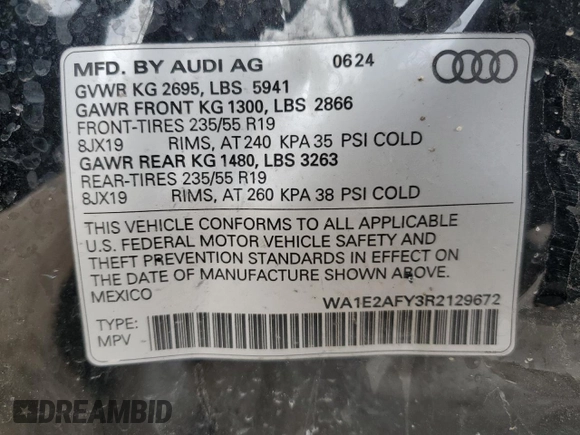 MFD. BY AUDI AG 0624
GVWR KG 2695, LBS 5941
GAWR FRONT KG 1300, LBS 2866
FRONT-TIRES 235/55 R19
8JX19 RIMS, AT 240 KPA 35 PSI COLD
GAWR REAR KG 1480, LBS 3263
REAR-TIRES 235/55 R19
8JX19 RIMS, AT 260 KPA 38 PSI COLD
THIS VEHICLE CONFORMS TO ALL APPLICABLE
U.S. FEDERAL MOTOR VEHICLE SAFETY AND
THEFT PREVENTION STANDARDS IN EFFECT ON
THE DATE OF MANUFACTURE SHOWN ABOVE.
MEXICO WA1E2AFY3R2129672
TYPE:
MPV
DREAMBID